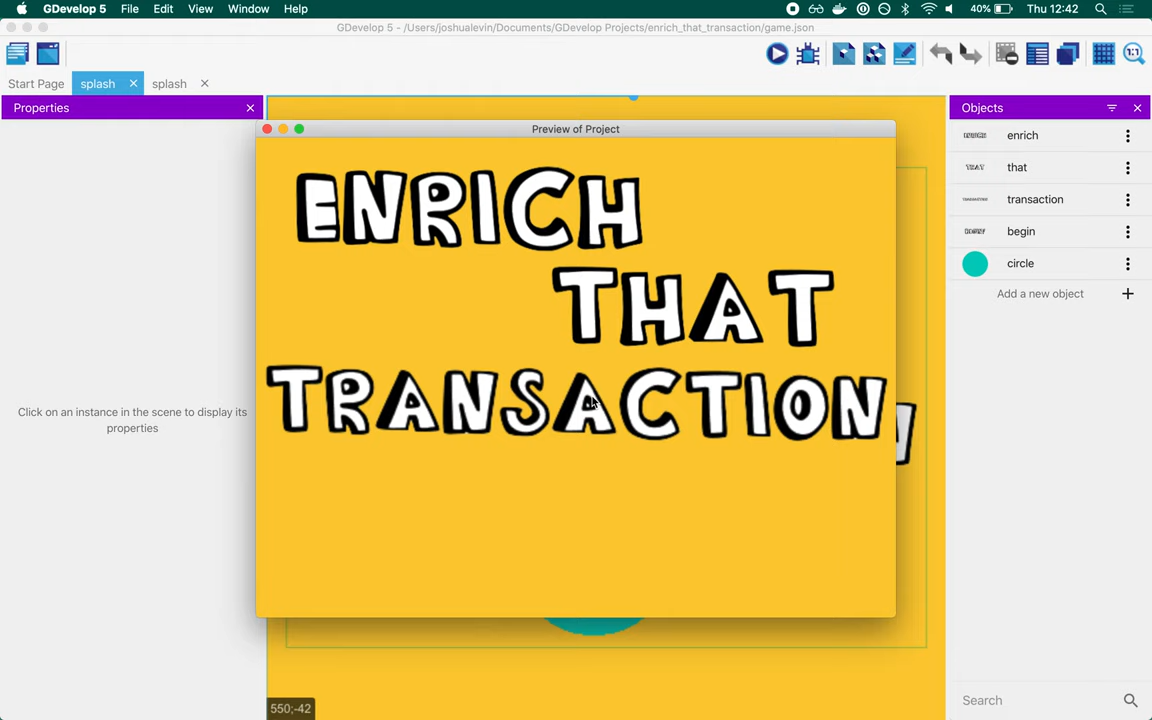 GDevelop 5 File Edit View Window Help 40% Thu 12:42
GDevelop 5 - /Users/joshualevin/Documents/GDevelop Projects/enrich_that_transaction/game.json
1:1
Start Page splash splash
Properties
Click on an instance in the scene to display its
properties
Preview of Project
ENRICH
THAT
TRANSACTION
550;-42
Objects
enrich
that
transaction
begin
circle
Add a new object
Search